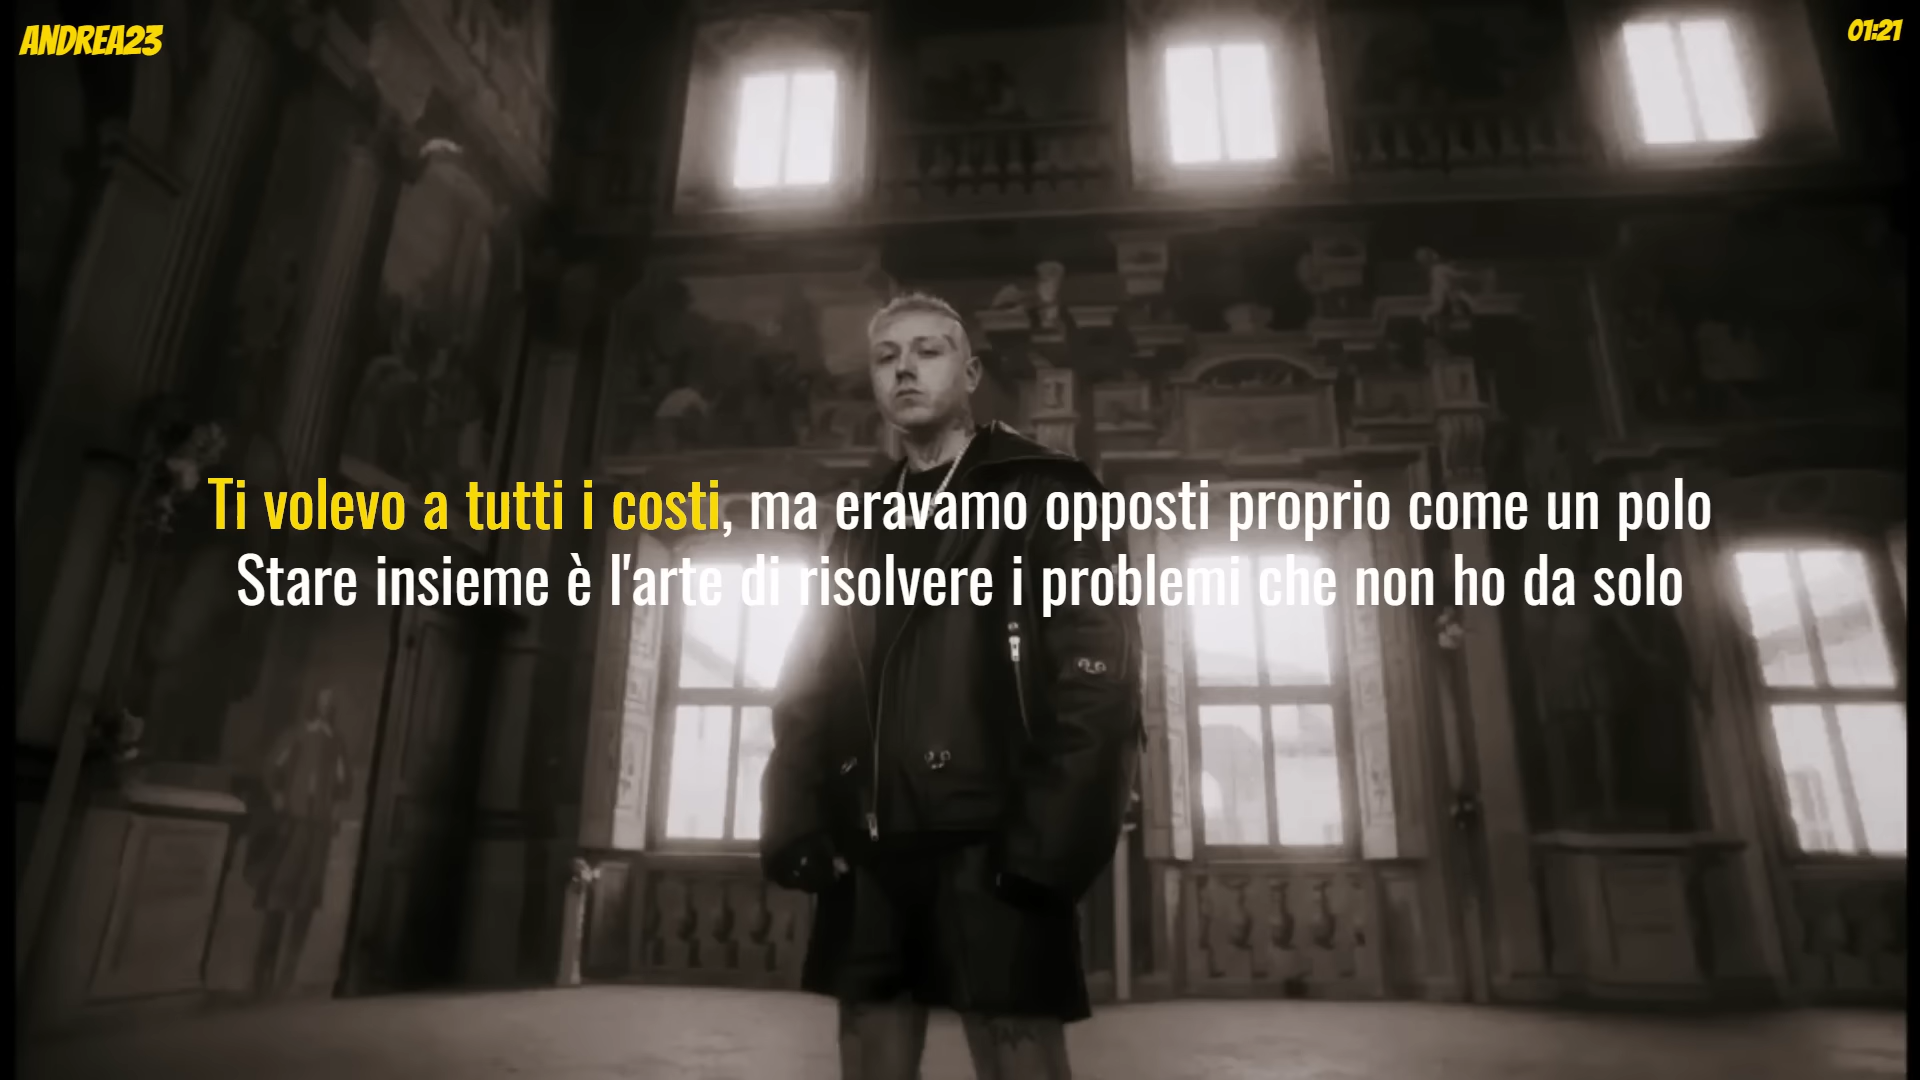 ANDREA23
01:21
Ti volevo a tutti i costi, ma eravamo opposti proprio come un polo
Stare insieme è l'arte di risolvere i problemi che non ho da solo